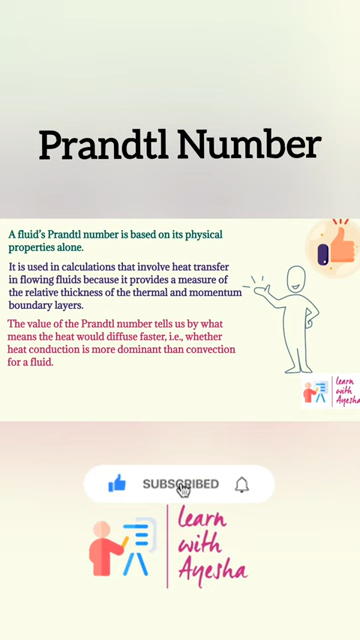 Prandtl Number
A fluid's Prandtl number is based on its physical
properties alone.
It is used in calculations that involve heat transfer
in flowing fluids because it provides a measure of
the relative thickness of the thermal and momentum
boundary layers.
The value of the Prandtl number tells us by what
means the heat would diffuse faster, i.e., whether
heat conduction is more dominant than convection
for a fluid.
learn
with
Ayesha
SUBSCRIBED
learn
with
Ayesha